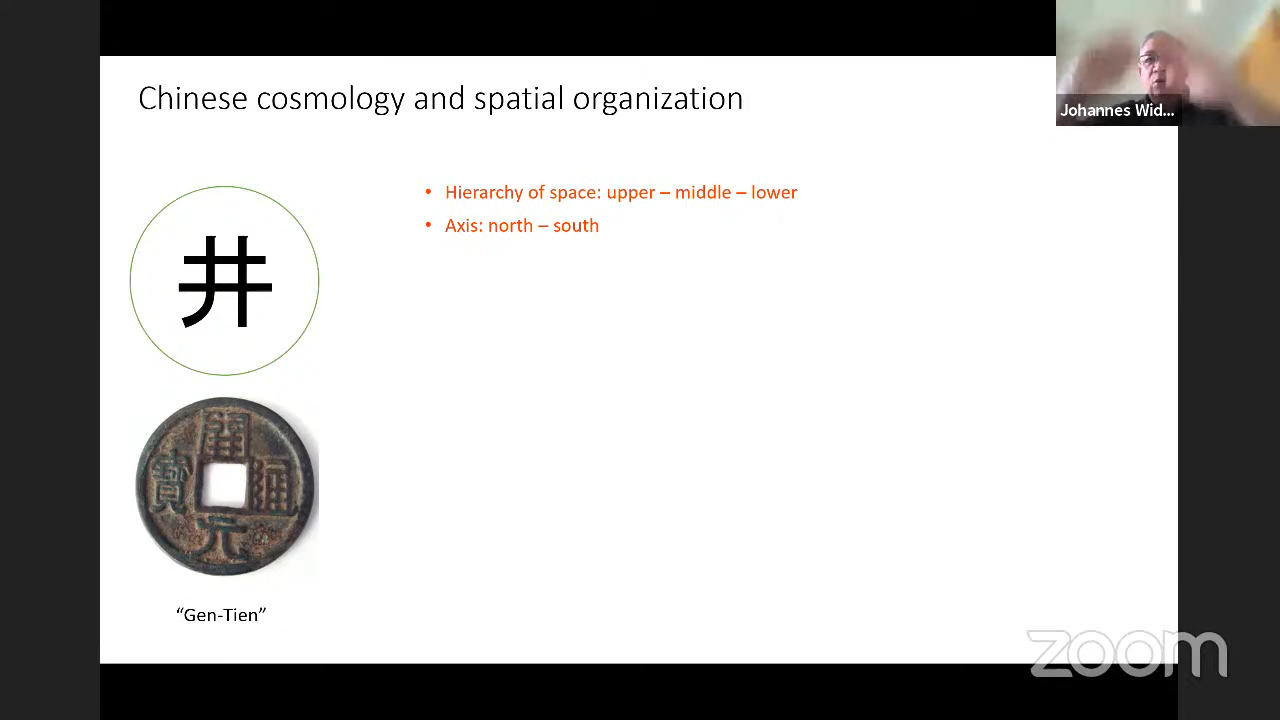 Chinese cosmology and spatial organization
Johannes Wid...
• Hierarchy of space: upper – middle – lower
• Axis: north – south
井
開
寶 通
元
“Gen-Tien”
zoom